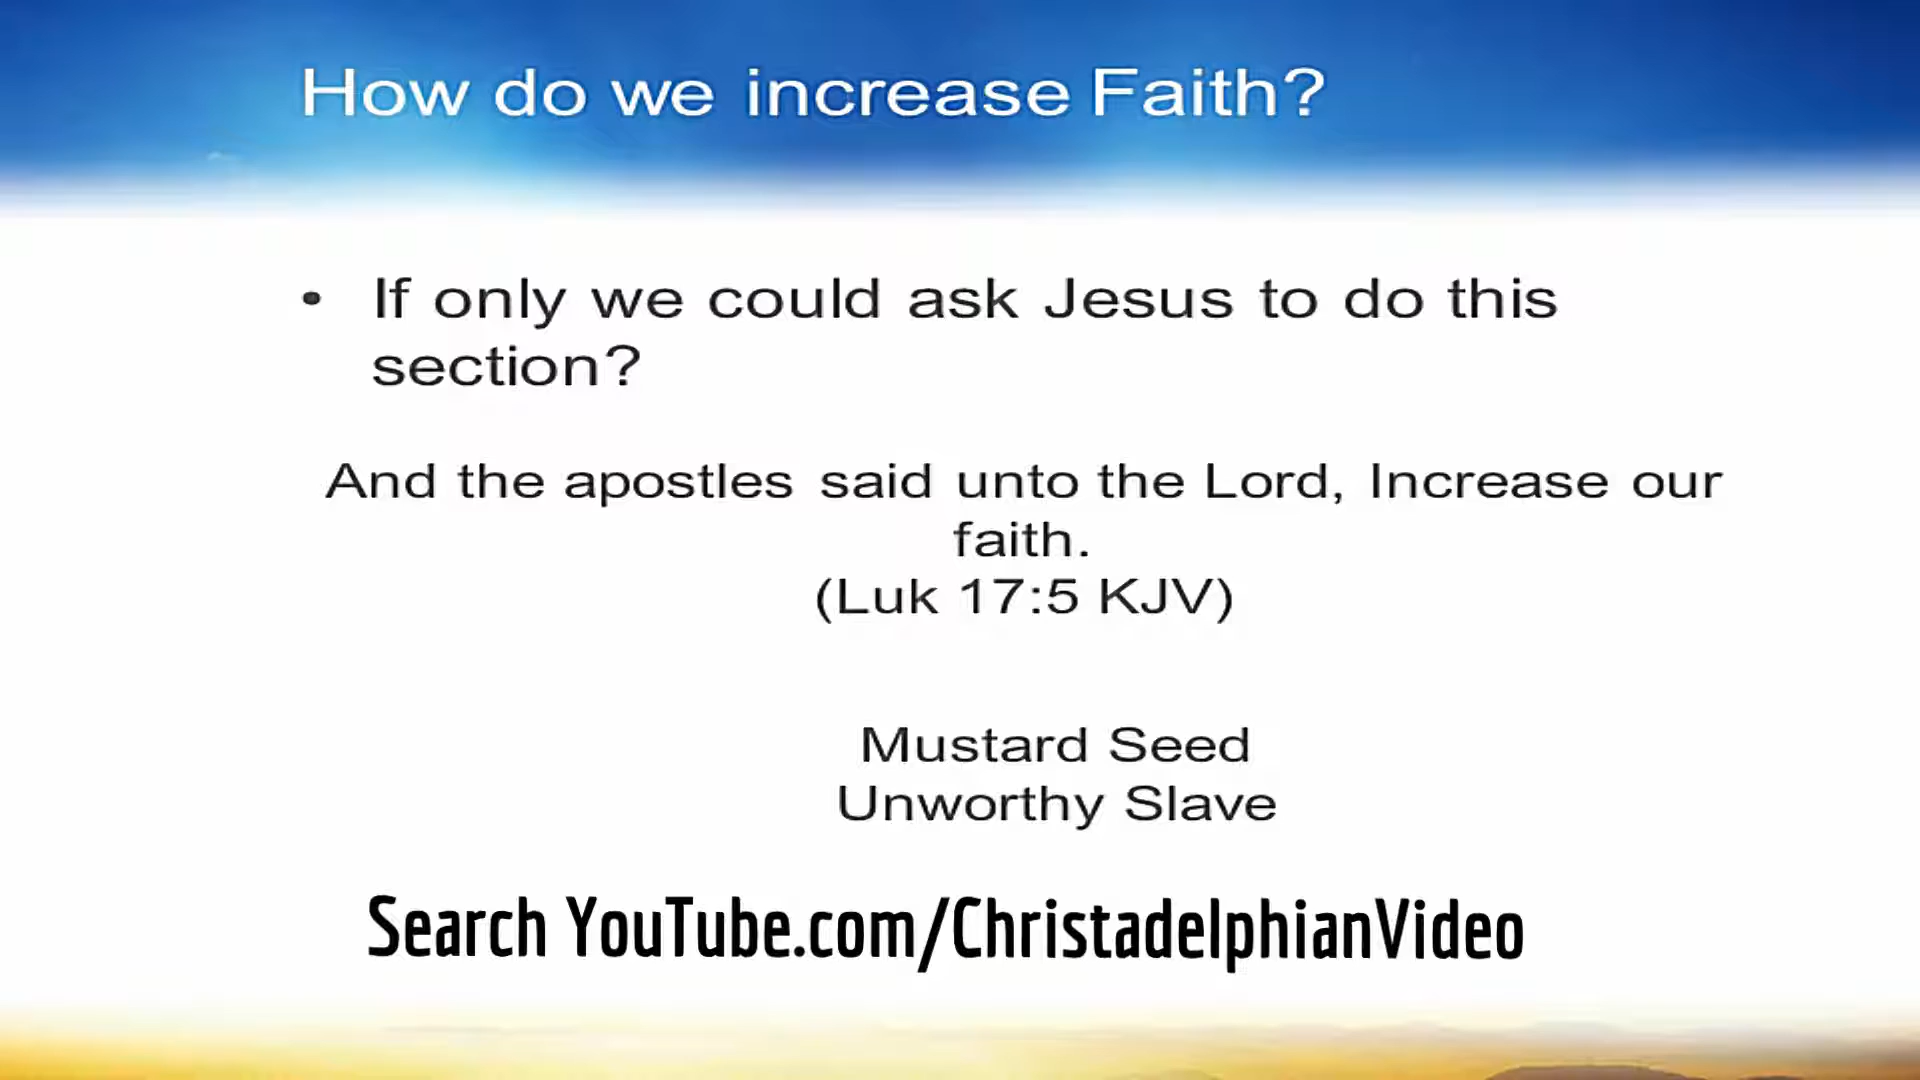 How do we increase Faith?
• If only we could ask Jesus to do this
section?
And the apostles said unto the Lord, Increase our
faith.
(Luk 17:5 KJV)
Mustard Seed
Unworthy Slave
Search YouTube.com/ChristadelphianVideo